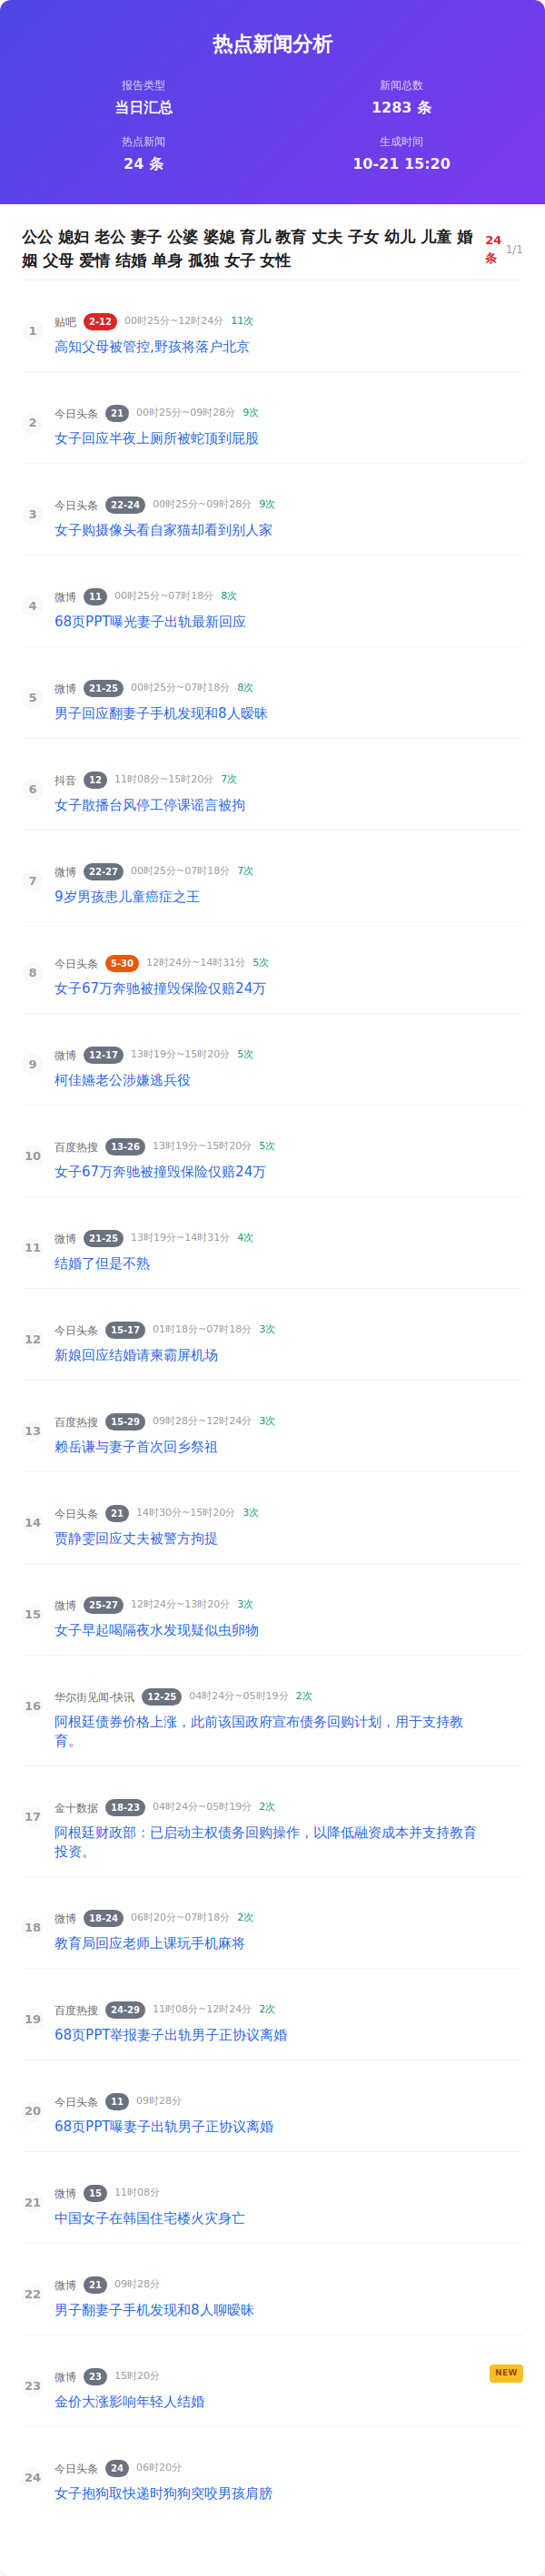 热点新闻分析
报告类型
当日汇总
新闻总数
1283 条
热点新闻
24 条
生成时间
10-21 15:20
公公 媳妇 老公 妻子 公婆 婆媳 育儿 教育 丈夫 子女 幼儿 儿童 婚
姻 父母 爱情 结婚 单身 孤独 女子 女性
24
条
1/1
1
贴吧 2-12 00时25分~12时24分 11次
高知父母被管控,野孩将落户北京
2
今日头条 21 00时25分~09时28分 9次
女子回应半夜上厕所被蛇顶到屁股
3
今日头条 22-24 00时25分~09时28分 9次
女子购摄像头看自家猫却看到别人家
4
微博 11 00时25分~07时18分 8次
68页PPT曝光妻子出轨最新回应
5
微博 21-25 00时25分~07时18分 8次
男子回应翻妻子手机发现和8人暧昧
6
抖音 12 11时08分~15时20分 7次
女子散播台风停工停课谣言被拘
7
微博 22-27 00时25分~07时18分 7次
9岁男孩患儿童癌症之王
8
今日头条 5-30 12时24分~14时31分 5次
女子67万奔驰被撞毁保险仅赔24万
9
微博 12-17 13时19分~15时20分 5次
柯佳嬿老公涉嫌逃兵役
10
百度热搜 13-26 13时19分~15时20分 5次
女子67万奔驰被撞毁保险仅赔24万
11
微博 21-25 13时19分~14时31分 4次
结婚了但是不熟
12
今日头条 15-17 01时18分~07时18分 3次
新娘回应结婚请柬霸屏机场
13
百度热搜 15-29 09时28分~12时24分 3次
赖岳谦与妻子首次回乡祭祖
14
今日头条 21 14时30分~15时20分 3次
贾静雯回应丈夫被警方拘提
15
微博 25-27 12时24分~13时20分 3次
女子早起喝隔夜水发现疑似虫卵物
16
华尔街见闻-快讯 12-25 04时24分~05时19分 2次
阿根廷债券价格上涨，此前该国政府宣布债务回购计划，用于支持教
育。
17
金十数据 18-23 04时24分~05时19分 2次
阿根廷财政部：已启动主权债务回购操作，以降低融资成本并支持教育
投资。
18
微博 18-24 06时20分~07时18分 2次
教育局回应老师上课玩手机麻将
19
百度热搜 24-29 11时08分~12时24分 2次
68页PPT举报妻子出轨男子正协议离婚
20
今日头条 11 09时28分
68页PPT曝妻子出轨男子正协议离婚
21
微博 15 11时08分
中国女子在韩国住宅楼火灾身亡
22
微博 21 09时28分
男子翻妻子手机发现和8人聊暧昧
23
微博 23 15时20分
NEW
金价大涨影响年轻人结婚
24
今日头条 24 06时20分
女子抱狗取快递时狗狗突咬男孩肩膀